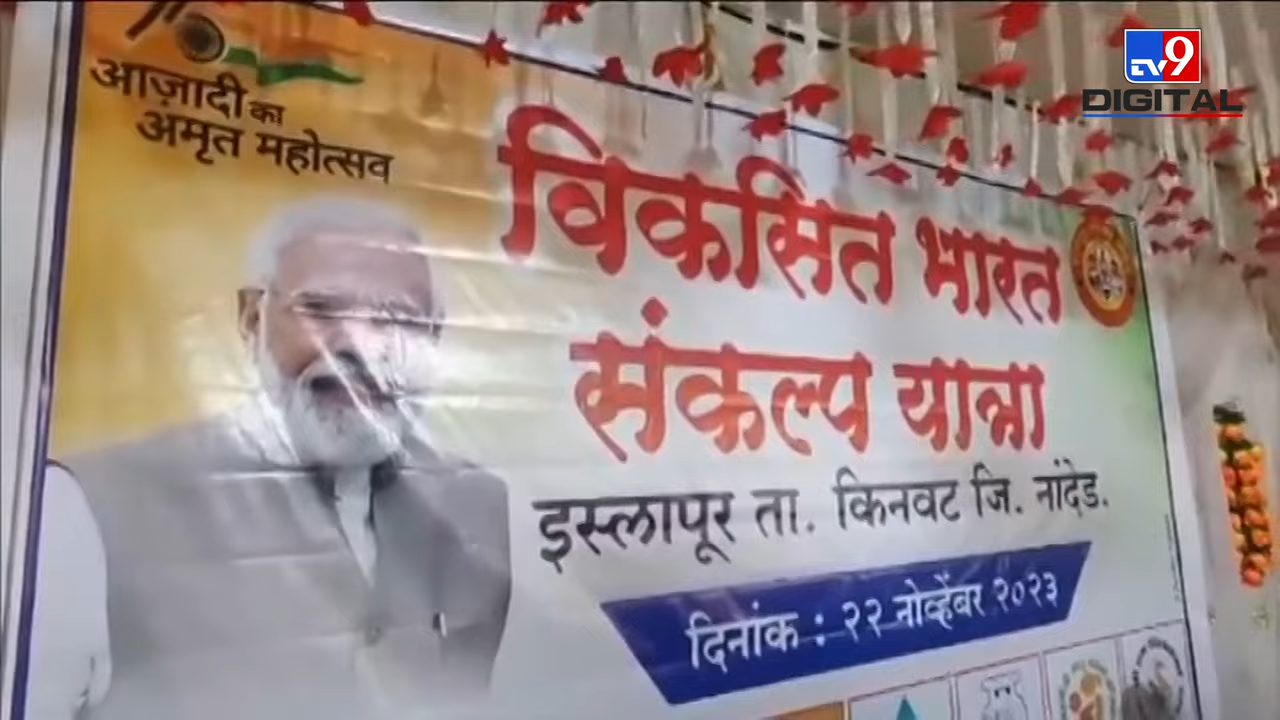 आज़ादी का
अमृत महोत्सव
विकसित भारत
संकल्प यात्रा
इस्लापूर ता. किनवट जि. नांदेड.
दिनांक : २२ नोव्हेंबर २०२३
TV9
DIGITAL